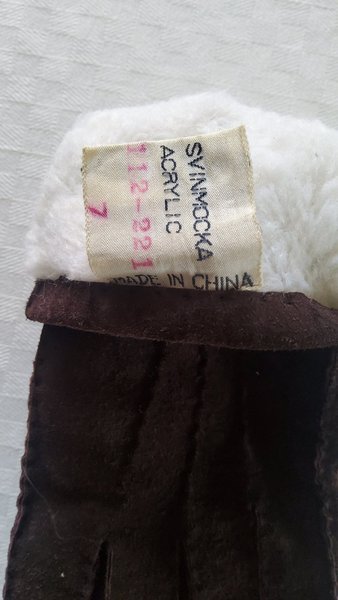 SVINMOCKA
ACRYLIC
112-221
7
MADE IN CHINA